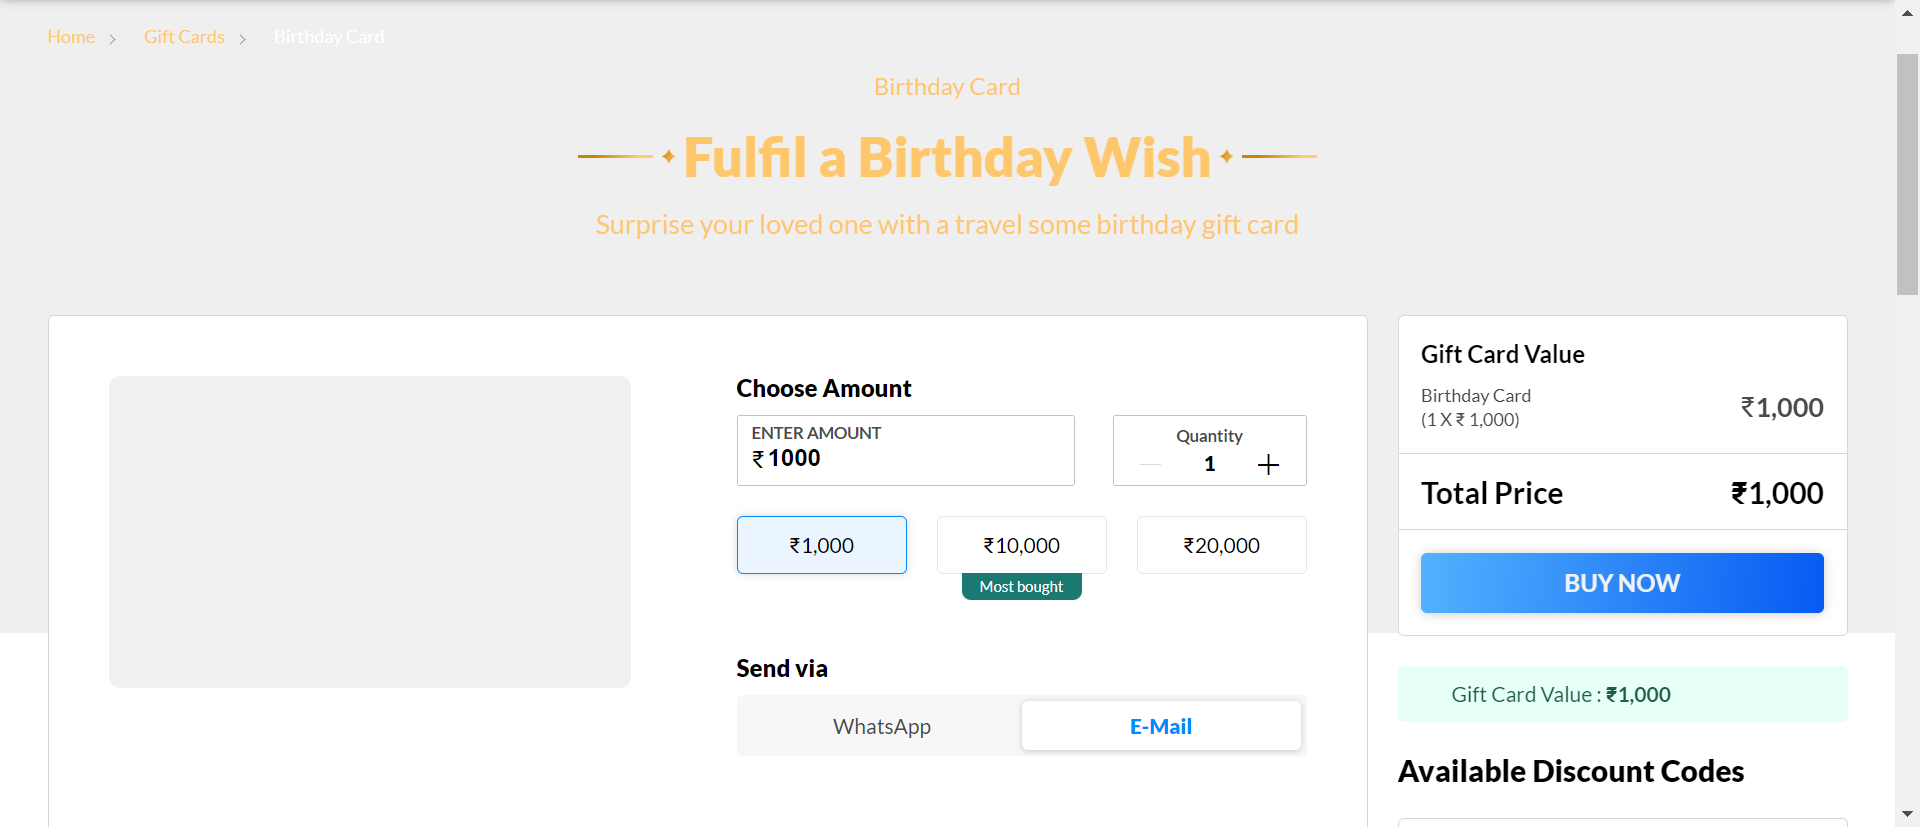 Home > Gift Cards > Birthday Card
Birthday Card
Fulfil a Birthday Wish
Surprise your loved one with a travel some birthday gift card
Choose Amount
ENTER AMOUNT
₹ 1000
Quantity
1
₹1,000
₹10,000
₹20,000
Most bought
Send via
WhatsApp
E-Mail
Gift Card Value
Birthday Card
(1 X ₹ 1,000)
₹1,000
Total Price
₹1,000
BUY NOW
Gift Card Value : ₹1,000
Available Discount Codes